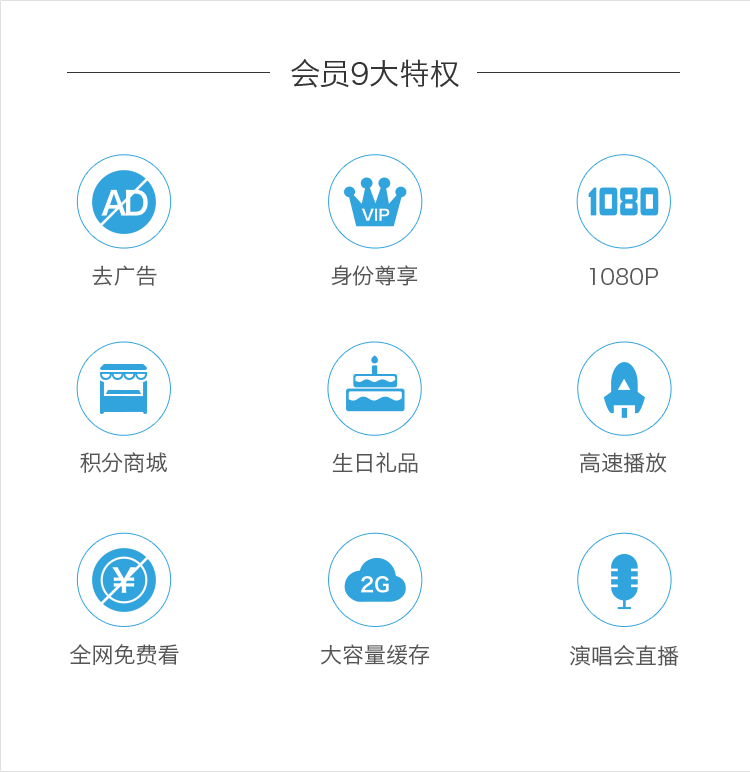 会员9大特权
AD
VIP
1080
去广告
身份尊享
1080P
积分商城
生日礼品
高速播放
¥
2G
全网免费看
大容量缓存
演唱会直播